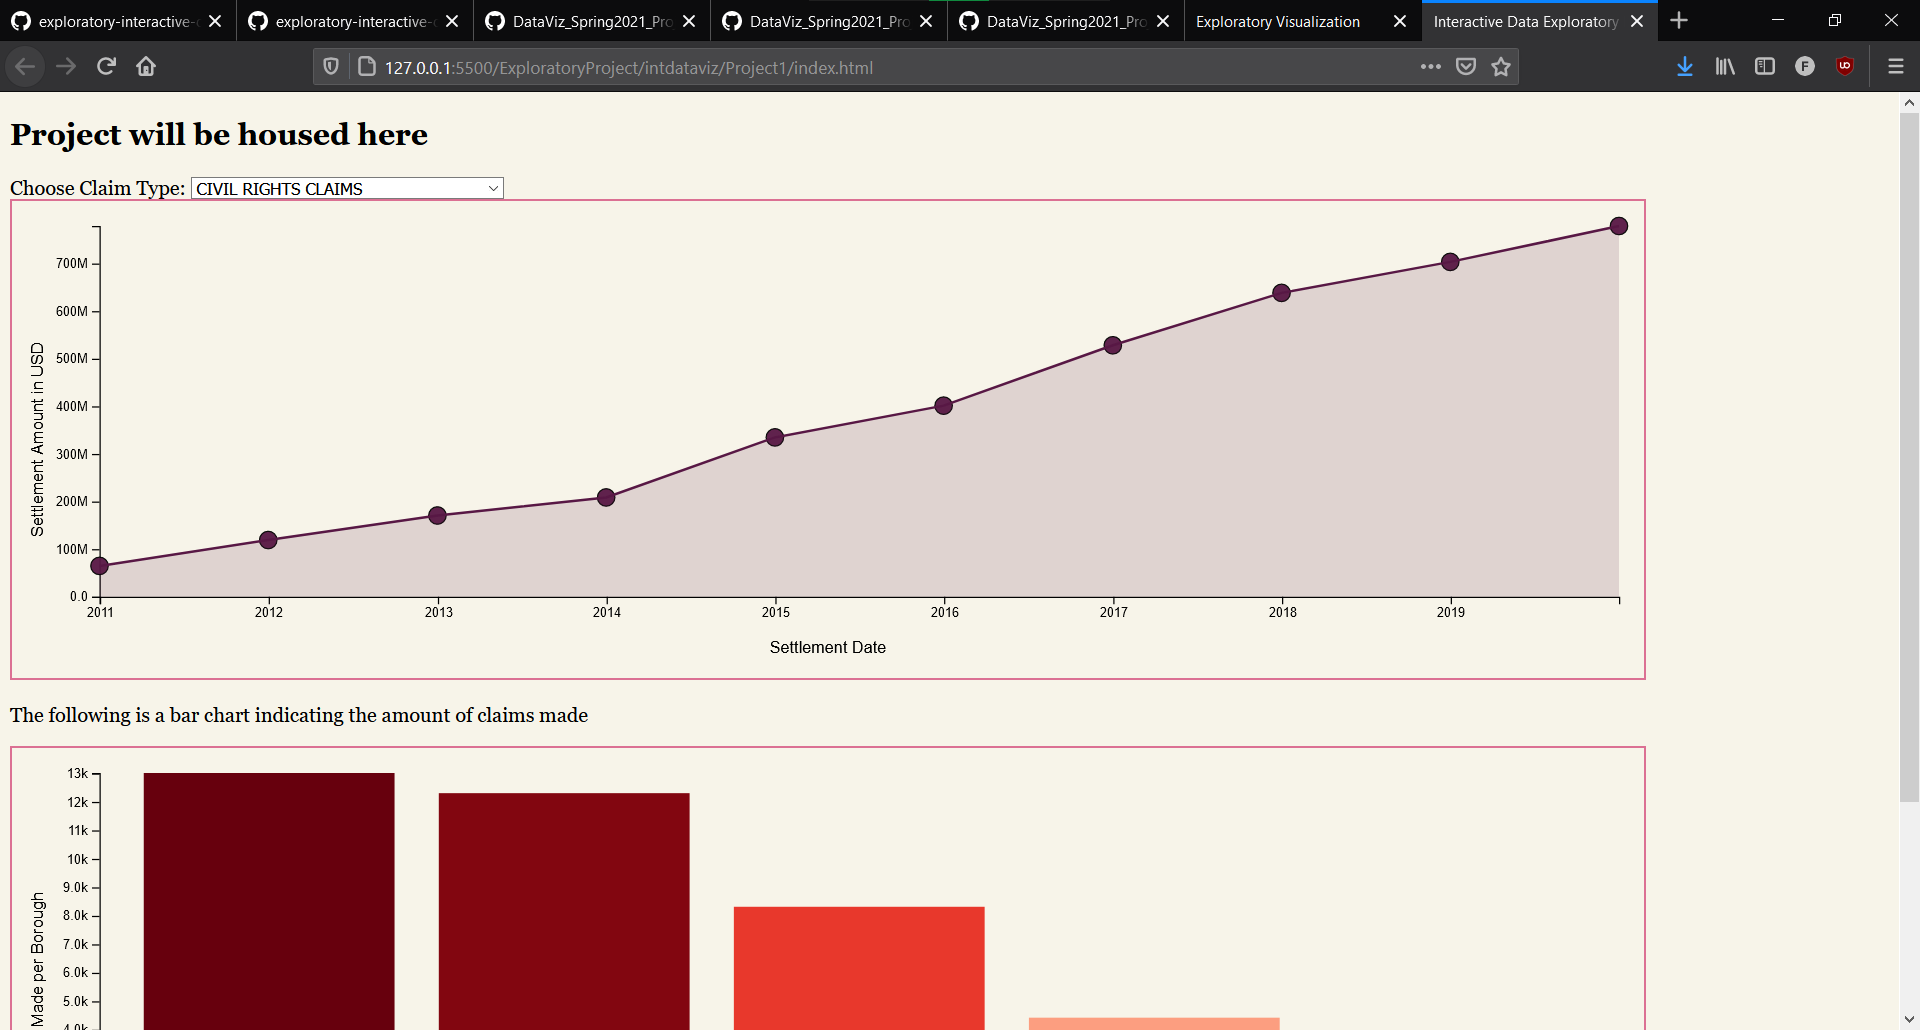 exploratory-interactive-
exploratory-interactive-
DataViz_Spring2021_Pro
DataViz_Spring2021_Pro
DataViz_Spring2021_Pro
Exploratory Visualization
Interactive Data Exploratory
127.0.0.1:5500/ExploratoryProject/intdataviz/Project1/index.html
F
Project will be housed here
Choose Claim Type: CIVIL RIGHTS CLAIMS
Settlement Amount in USD
700M
600M
500M
400M
300M
200M
100M
0.0
2011 2012 2013 2014 2015 2016 2017 2018 2019
Settlement Date
The following is a bar chart indicating the amount of claims made
13k
12k
11k
10k
9.0k
8.0k
7.0k
6.0k
5.0k
4.0k
Made per Borough